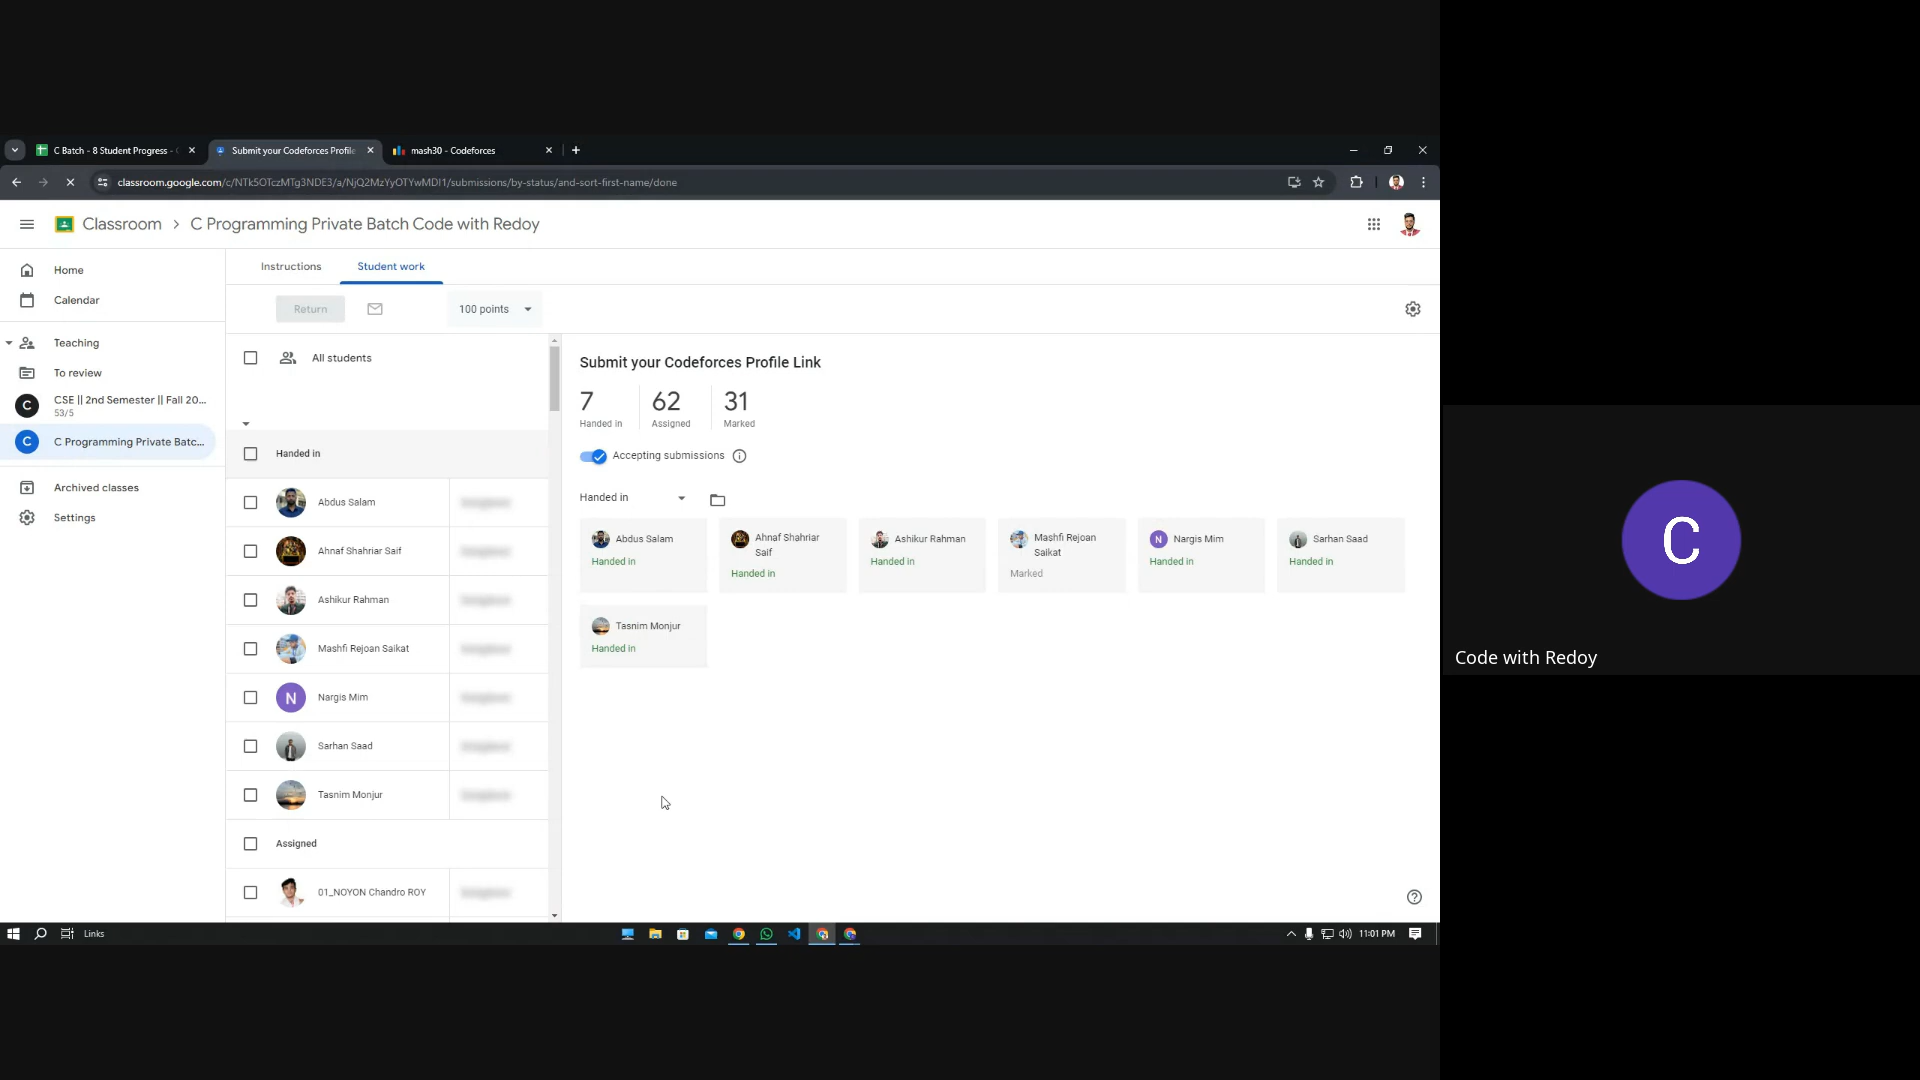 C Batch - 8 Student Progress -
Submit your Codeforces Profile
mash30 - Codeforces
classroom.google.com/c/NTk5OTczMTg3NDE3/a/NjQ2MzYyOTYwMDI1/submissions/by-status/and-sort-first-name/done
Classroom > C Programming Private Batch Code with Redoy
Home
Calendar
Teaching
To review
C
CSE || 2nd Semester || Fall 20...
53/5
C
C Programming Private Batc...
Archived classes
Settings
Instructions
Student work
Return
100 points
All students
Handed in
Abdus Salam
Ahnaf Shahriar Saif
Ashikur Rahman
Mashfi Rejoan Saikat
N
Nargis Mim
Sarhan Saad
Tasnim Monjur
Assigned
01_NOYON Chandro ROY
Submit your Codeforces Profile Link
7
Handed in
62
Assigned
31
Marked
Accepting submissions
Handed in
Abdus Salam
Handed in
Ahnaf Shahriar
Saif
Handed in
Ashikur Rahman
Handed in
Mashfi Rejoan
Saikat
Marked
N
Nargis Mim
Handed in
Sarhan Saad
Handed in
Tasnim Monjur
Handed in
Links
11:01 PM
C
Code with Redoy